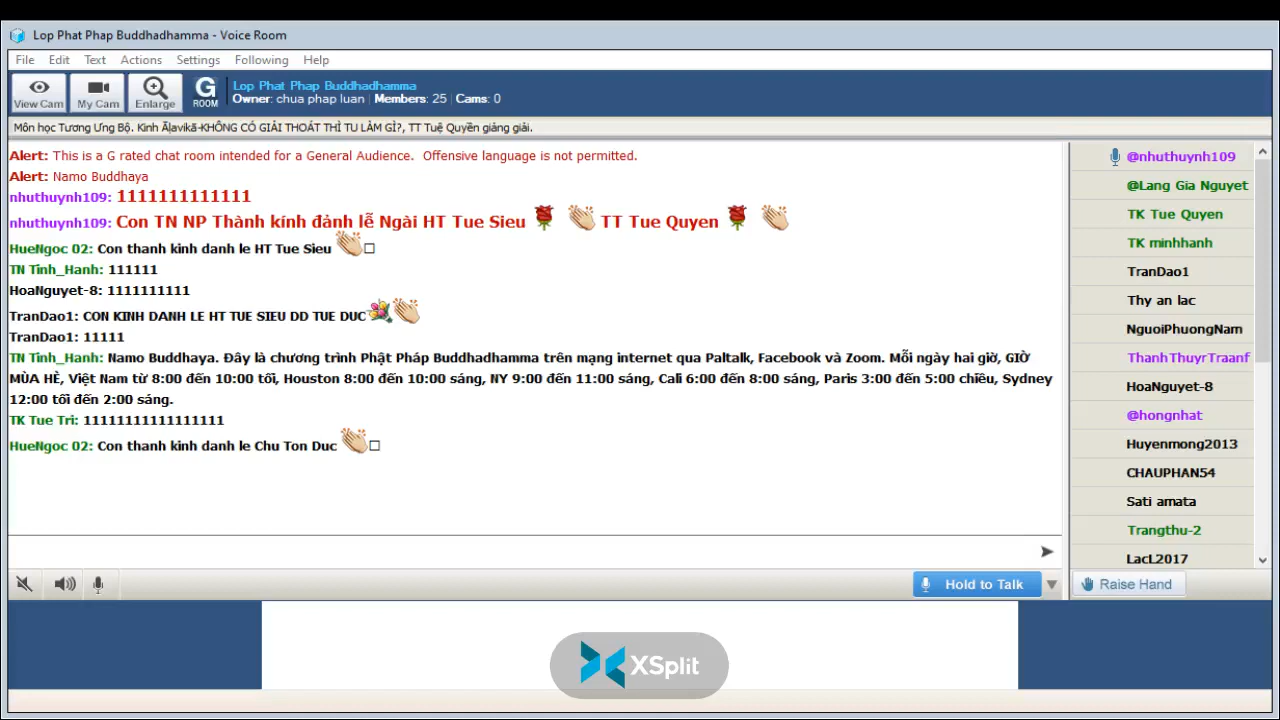 Lop Phat Phap Buddhadhamma - Voice Room
File Edit Text Actions Settings Following Help
View Cam My Cam Enlarge G ROOM
Lop Phat Phap Buddhadhamma
Owner: chua phap luan | Members: 25 | Cams: 0
Môn học Tương Ưng Bộ. Kinh Āḷavikā-KHÔNG CÓ GIẢI THOÁT THÌ TU LÀM GÌ?, TT Tuệ Quyền giảng giải.
Alert: This is a G rated chat room intended for a General Audience. Offensive language is not permitted.
Alert: Namo Buddhaya
nhuthuynh109: 1111111111111
nhuthuynh109: Con TN NP Thành kính đảnh lễ Ngài HT Tue Sieu TT Tue Quyen
HueNgoc 02: Con thanh kinh danh le HT Tue Sieu
TN Tinh_Hanh: 111111
HoaNguyet-8: 1111111111
TranDao1: CON KINH DANH LE HT TUE SIEU DD TUE DUC
TranDao1: 11111
TN Tinh_Hanh: Namo Buddhaya. Đây là chương trình Phật Pháp Buddhadhamma trên mạng internet qua Paltalk, Facebook và Zoom. Mỗi ngày hai giờ, GIỜ
MÙA HÈ, Việt Nam từ 8:00 đến 10:00 tối, Houston 8:00 đến 10:00 sáng, NY 9:00 đến 11:00 sáng, Cali 6:00 đến 8:00 sáng, Paris 3:00 đến 5:00 chiều, Sydney
12:00 tối đến 2:00 sáng.
TK Tue Tri: 11111111111111111
HueNgoc 02: Con thanh kinh danh le Chu Ton Duc
@nhuthuynh109
@Lang Gia Nguyet
TK Tue Quyen
TK minhhanh
TranDao1
Thy an lac
NguoiPhuongNam
ThanhThuyrTraanf
HoaNguyet-8
@hongnhat
Huyenmong2013
CHAUPHAN54
Sati amata
Trangthu-2
LacL2017
Hold to Talk
Raise Hand
XSplit